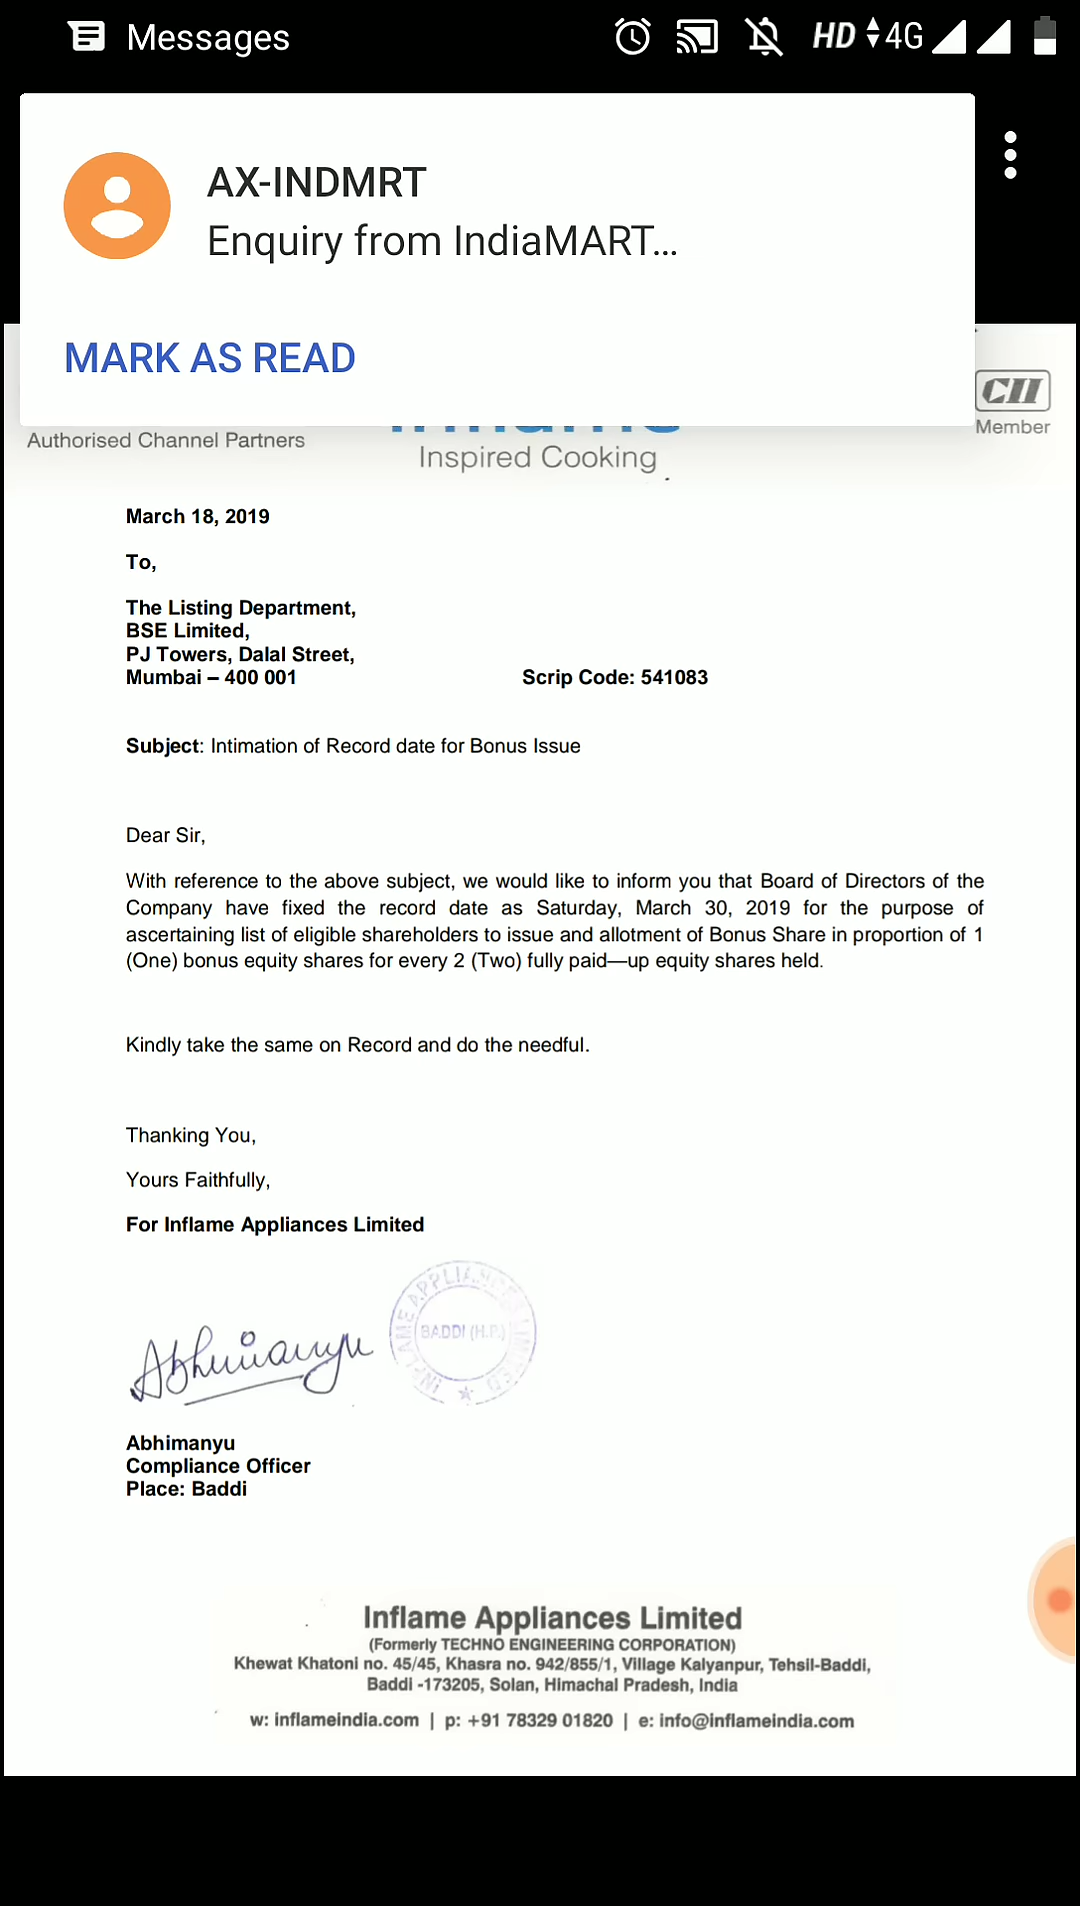 Messages
HD 4G
AX-INDMRT
Enquiry from IndiaMART...
MARK AS READ
CII
Member
Authorised Channel Partners
Inspired Cooking
March 18, 2019
To,
The Listing Department,
BSE Limited,
PJ Towers, Dalal Street,
Mumbai – 400 001 Scrip Code: 541083
Subject: Intimation of Record date for Bonus Issue
Dear Sir,
With reference to the above subject, we would like to inform you that Board of Directors of the
Company have fixed the record date as Saturday, March 30, 2019 for the purpose of
ascertaining list of eligible shareholders to issue and allotment of Bonus Share in proportion of 1
(One) bonus equity shares for every 2 (Two) fully paid—up equity shares held.
Kindly take the same on Record and do the needful.
Thanking You,
Yours Faithfully,
For Inflame Appliances Limited
INFLAME APPLIANCES LIMITED
BADDI (H.P.)
Abhimanyu
Abhimanyu
Compliance Officer
Place: Baddi
Inflame Appliances Limited
(Formerly TECHNO ENGINEERING CORPORATION)
Khewat Khatoni no. 45/45, Khasra no. 942/855/1, Village Kalyanpur, Tehsil-Baddi,
Baddi -173205, Solan, Himachal Pradesh, India
w: inflameindia.com | p: +91 78329 01820 | e: info@inflameindia.com